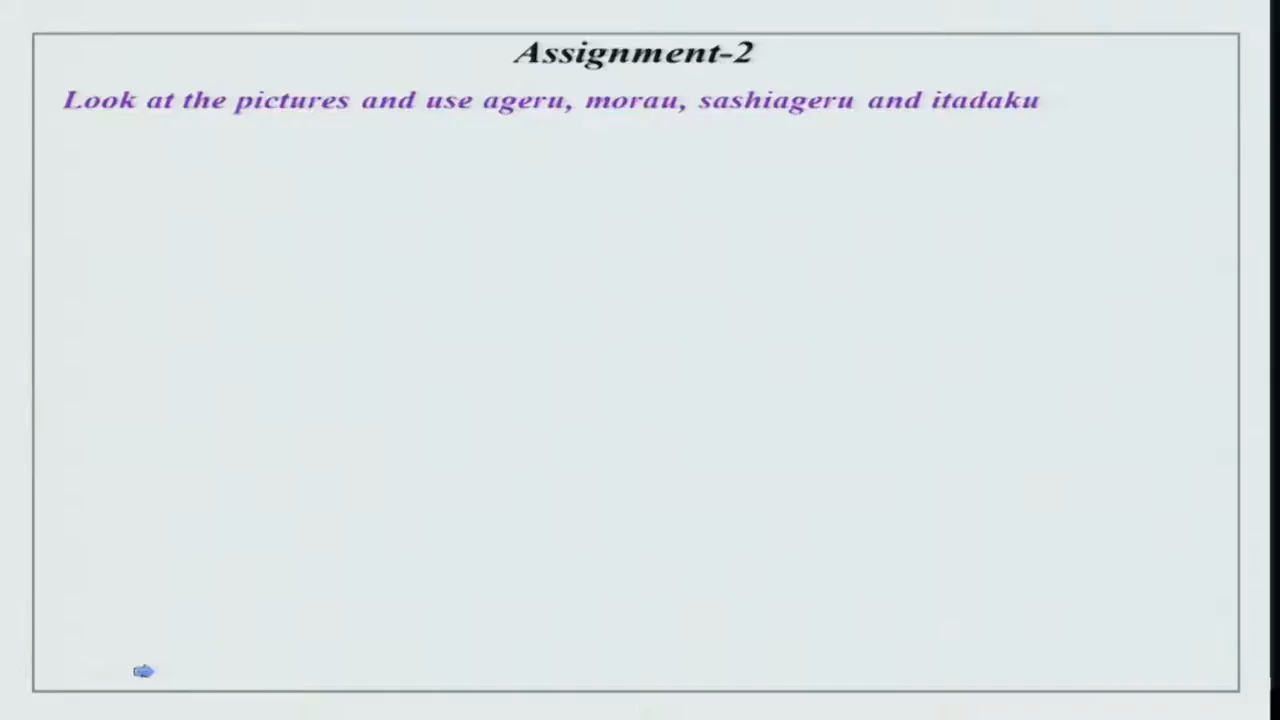 Assignment-2
Look at the pictures and use ageru, morau, sashiageru and itadaku